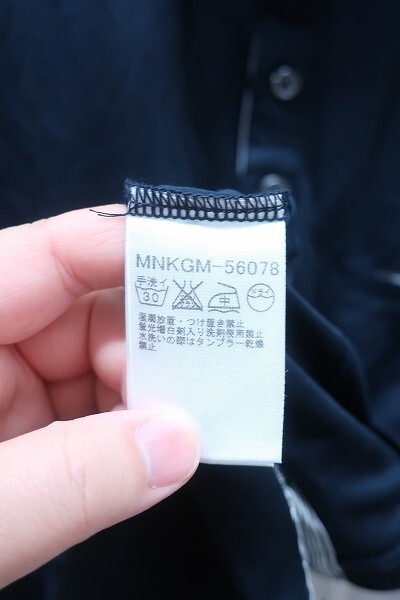 MNKGM-56078
手洗イ
30
ドライ
湿潤放置・つけ置き禁止
蛍光増白剤入り洗剤使用禁止
水洗いの際はタンブラー乾燥
禁止